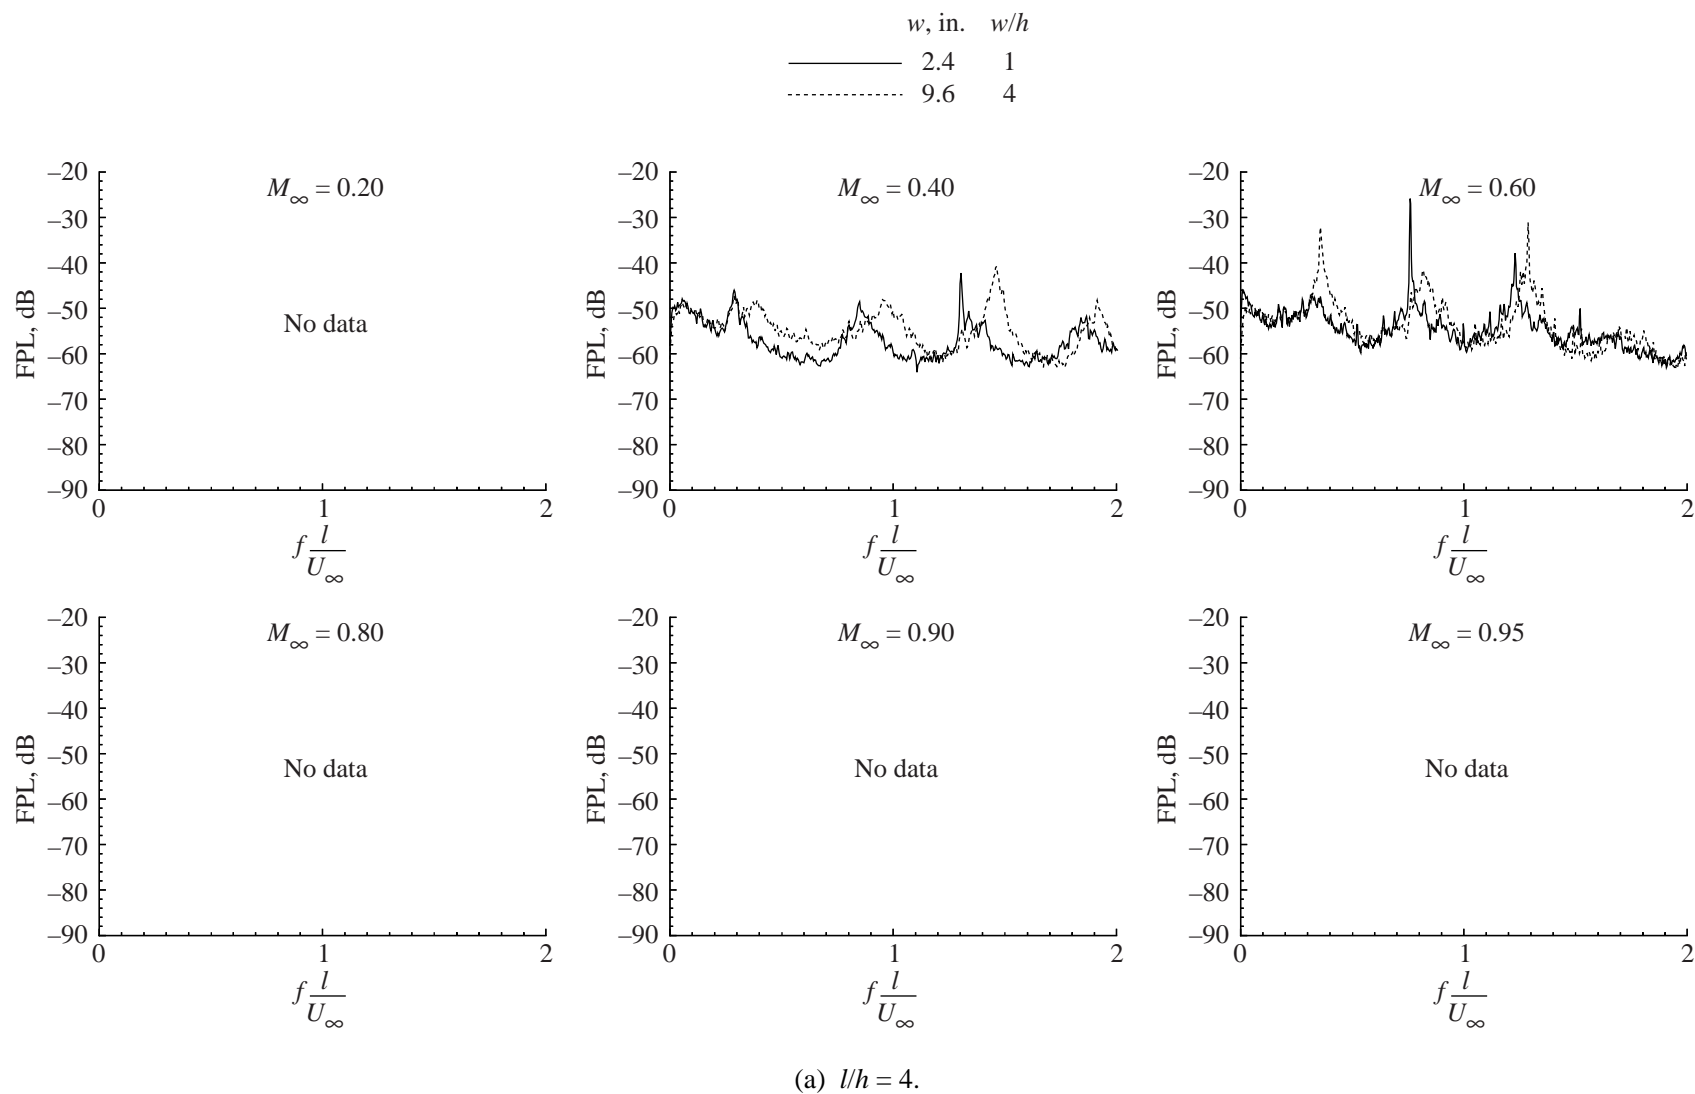 w, in. w/h
2.4 1
9.6 4
M∞ = 0.20
FPL, dB
–20
–30
–40
–50
–60
–70
–80
–90
No data
0 1 2
f l/U∞
M∞ = 0.40
FPL, dB
–20
–30
–40
–50
–60
–70
–80
–90
0 1 2
f l/U∞
M∞ = 0.60
FPL, dB
–20
–30
–40
–50
–60
–70
–80
–90
0 1 2
f l/U∞
M∞ = 0.80
FPL, dB
–20
–30
–40
–50
–60
–70
–80
–90
No data
0 1 2
f l/U∞
M∞ = 0.90
FPL, dB
–20
–30
–40
–50
–60
–70
–80
–90
No data
0 1 2
f l/U∞
M∞ = 0.95
FPL, dB
–20
–30
–40
–50
–60
–70
–80
–90
No data
0 1 2
f l/U∞
(a) l/h = 4.